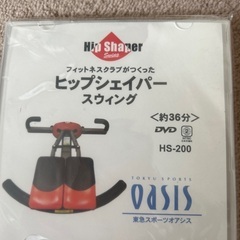 Hip Shaper
Swing
フィットネスクラブがつくった
ヒップシェイパー
スウィング
＜約36分＞
DVD
HS-200
TOKYU SPORTS
OASIS
東急スポーツオアシス